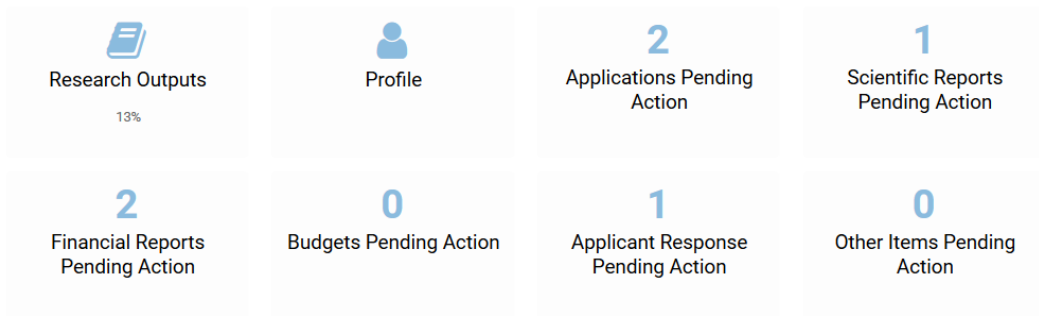 Research Outputs
13%
Profile
2
Applications Pending
Action
1
Scientific Reports
Pending Action
2
Financial Reports
Pending Action
0
Budgets Pending Action
1
Applicant Response
Pending Action
0
Other Items Pending
Action